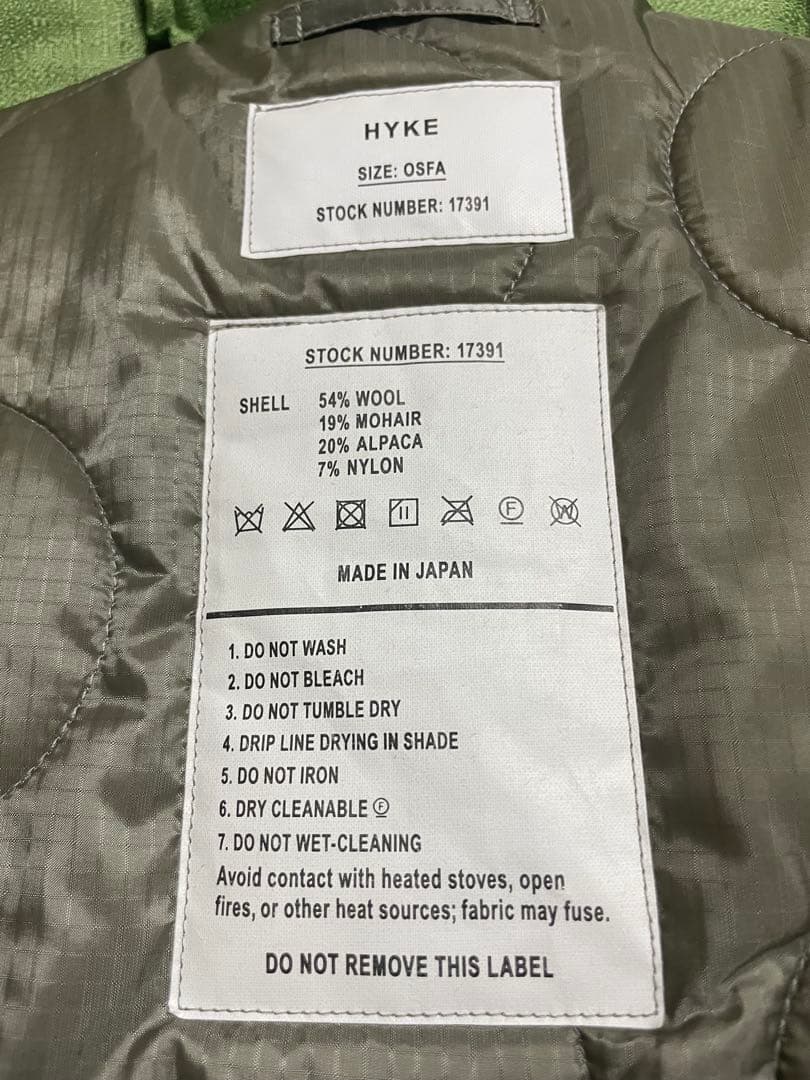 HYKE
SIZE: OSFA
STOCK NUMBER: 17391
STOCK NUMBER: 17391
SHELL 54% WOOL
19% MOHAIR
20% ALPACA
7% NYLON
F W
MADE IN JAPAN
1. DO NOT WASH
2. DO NOT BLEACH
3. DO NOT TUMBLE DRY
4. DRIP LINE DRYING IN SHADE
5. DO NOT IRON
6. DRY CLEANABLE Ⓕ
7. DO NOT WET-CLEANING
Avoid contact with heated stoves, open
fires, or other heat sources; fabric may fuse.
DO NOT REMOVE THIS LABEL